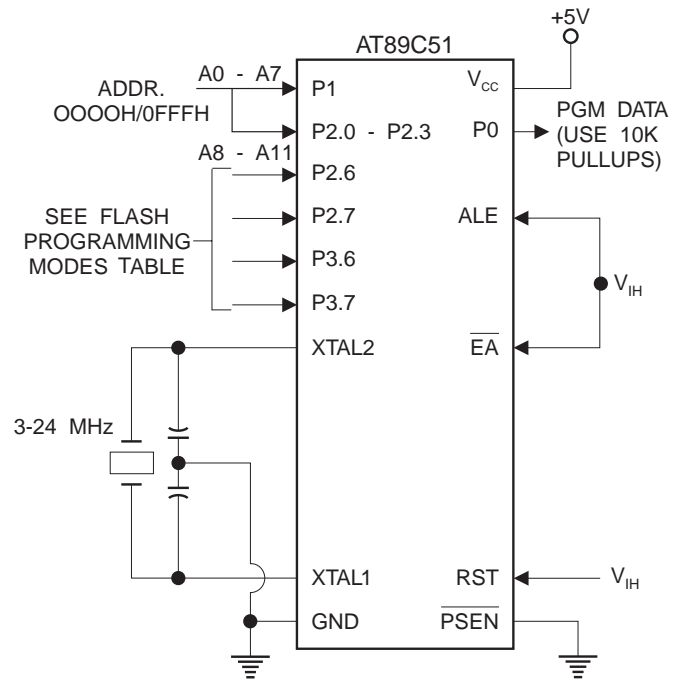 +5V
AT89C51
A0 - A7
ADDR.
OOOOH/0FFFH
P1
VCC
P2.0 - P2.3
P0
PGM DATA
(USE 10K
PULLUPS)
A8 - A11
P2.6
SEE FLASH
PROGRAMMING
MODES TABLE
P2.7
ALE
P3.6
P3.7
VIH
XTAL2
EA
3-24 MHz
XTAL1
RST
VIH
GND
PSEN